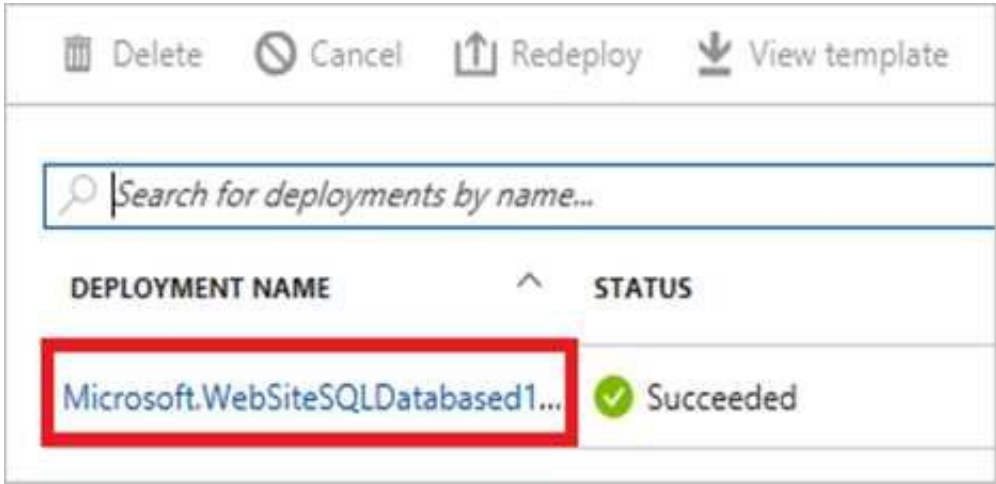 Delete Cancel Redeploy View template
Search for deployments by name...
DEPLOYMENT NAME STATUS
Microsoft.WebSiteSQLDatabased1... Succeeded